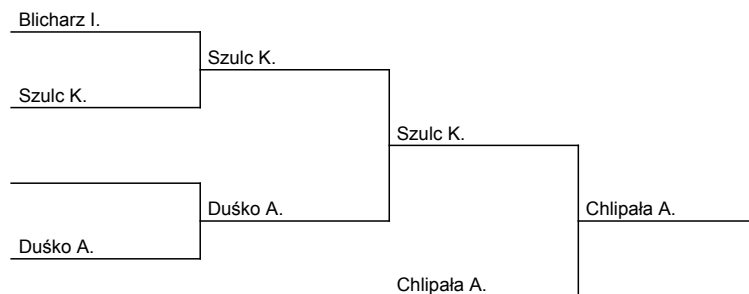 Blicharz I.
Szulc K.
Szulc K.
Szulc K.
Duśko A.
Chlipała A.
Duśko A.
Chlipała A.